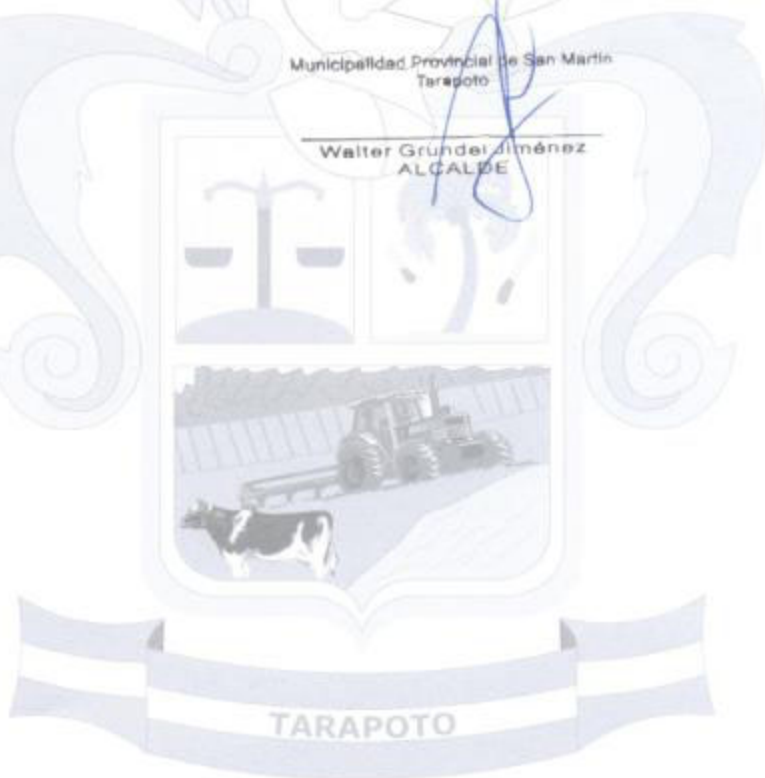 Municipalidad Provincial de San Martín
Tarapoto
Walter Grundel Jiménez
ALCALDE
TARAPOTO